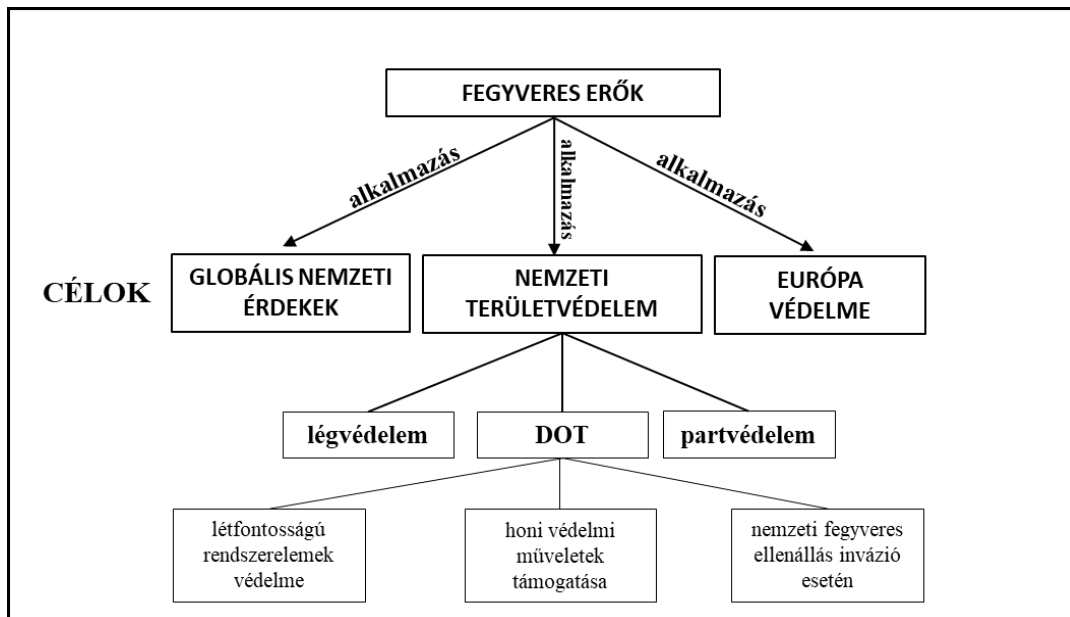 FEGYVERES ERŐK
alkalmazás
alkalmazás
alkalmazás
CÉLOK
GLOBÁLIS NEMZETI
ÉRDEKEK
NEMZETI
TERÜLETVÉDELEM
EURÓPA
VÉDELME
légvédelem
DOT
partvédelem
létfontosságú
rendszerelemek
védelme
honi védelmi
műveletek
támogatása
nemzeti fegyveres
ellenállás invázió
esetén